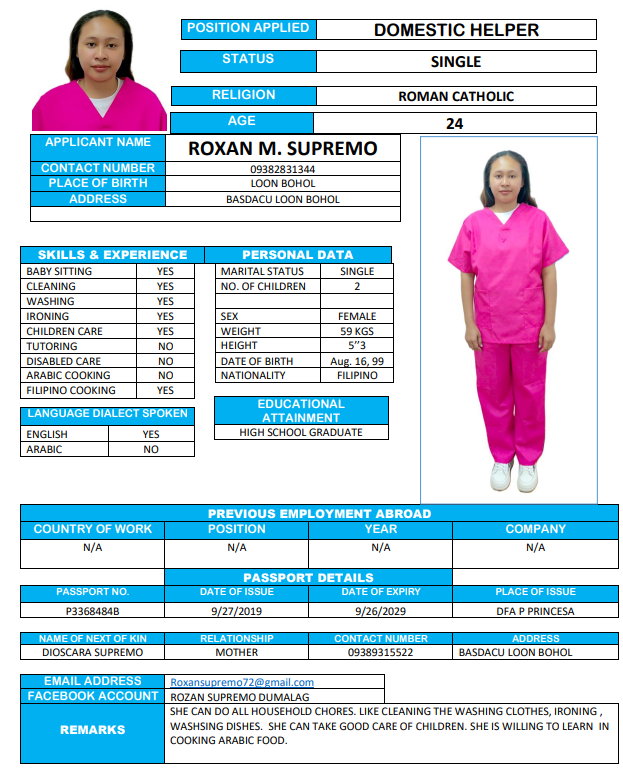 POSITION APPLIED DOMESTIC HELPER
STATUS SINGLE
RELIGION ROMAN CATHOLIC
AGE 24
APPLICANT NAME ROXAN M. SUPREMO
CONTACT NUMBER 09382831344
PLACE OF BIRTH LOON BOHOL
ADDRESS BASDACU LOON BOHOL
SKILLS & EXPERIENCE
BABY SITTING YES
CLEANING YES
WASHING YES
IRONING YES
CHILDREN CARE YES
TUTORING NO
DISABLED CARE NO
ARABIC COOKING NO
FILIPINO COOKING YES
LANGUAGE DIALECT SPOKEN
ENGLISH YES
ARABIC NO
PERSONAL DATA
MARITAL STATUS SINGLE
NO. OF CHILDREN 2
SEX FEMALE
WEIGHT 59 KGS
HEIGHT 5”3
DATE OF BIRTH Aug. 16, 99
NATIONALITY FILIPINO
EDUCATIONAL
ATTAINMENT
HIGH SCHOOL GRADUATE
PREVIOUS EMPLOYMENT ABROAD
COUNTRY OF WORK POSITION YEAR COMPANY
N/A N/A N/A N/A
PASSPORT DETAILS
PASSPORT NO. DATE OF ISSUE DATE OF EXPIRY PLACE OF ISSUE
P3368484B 9/27/2019 9/26/2029 DFA P PRINCESA
NAME OF NEXT OF KIN RELATIONSHIP CONTACT NUMBER ADDRESS
DIOSCARA SUPREMO MOTHER 09389315522 BASDACU LOON BOHOL
EMAIL ADDRESS Roxansupremo72@gmail.com
FACEBOOK ACCOUNT ROZAN SUPREMO DUMALAG
REMARKS
SHE CAN DO ALL HOUSEHOLD CHORES. LIKE CLEANING THE WASHING CLOTHES, IRONING ,
WASHSING DISHES. SHE CAN TAKE GOOD CARE OF CHILDREN. SHE IS WILLING TO LEARN IN
COOKING ARABIC FOOD.